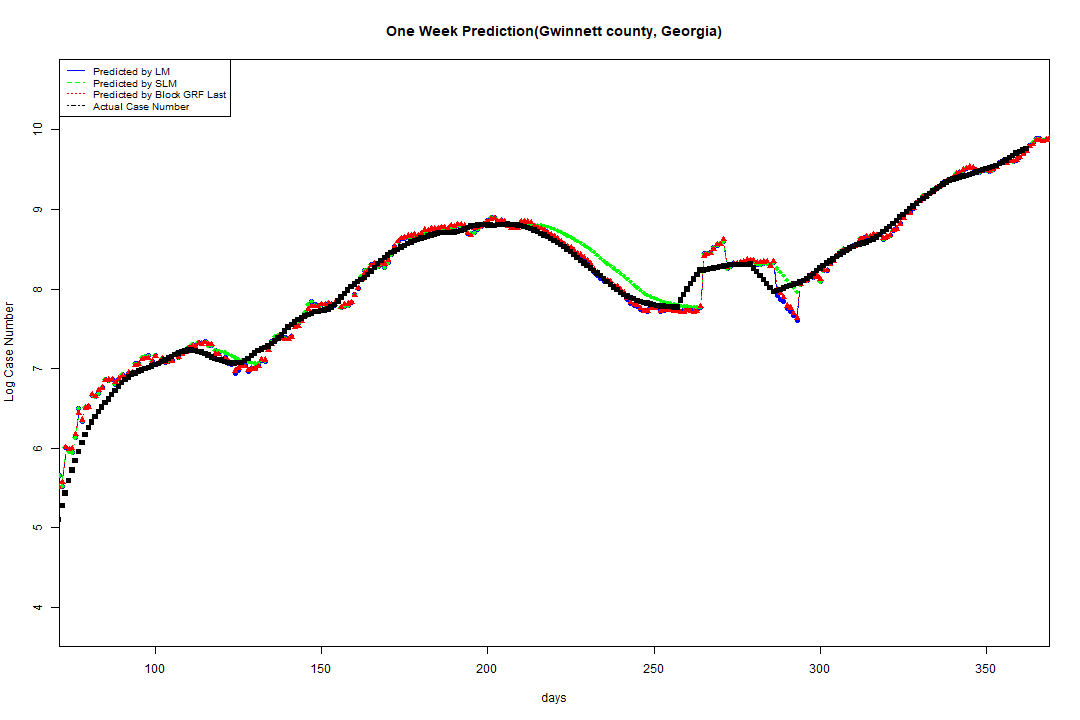 One Week Prediction(Gwinnett county, Georgia)
Predicted by LM
Predicted by SLM
Predicted by Block GRF Last
Actual Case Number
Log Case Number
10
9
8
7
6
5
4
100
150
200
250
300
350
days